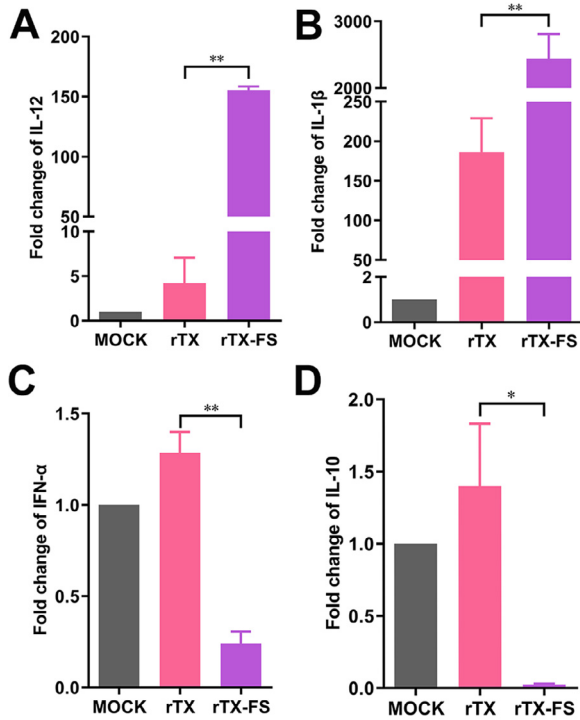 A
Fold change of IL-12
200
150
100
50
10
5
0
**
MOCK rTX rTX-FS
B
Fold change of IL-1β
3000
2000
250
200
150
100
50
2
0
**
MOCK rTX rTX-FS
C
Fold change of IFN-α
1.5
1.0
0.5
0.0
**
MOCK rTX rTX-FS
D
Fold change of IL-10
2.0
1.5
1.0
0.5
0.0
*
MOCK rTX rTX-FS